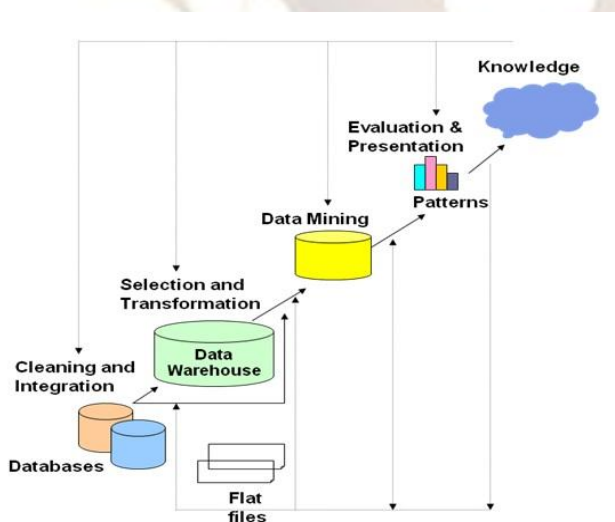 Knowledge
Evaluation &
Presentation
Patterns
Data Mining
Selection and
Transformation
Data
Warehouse
Cleaning and
Integration
Databases
Flat
files